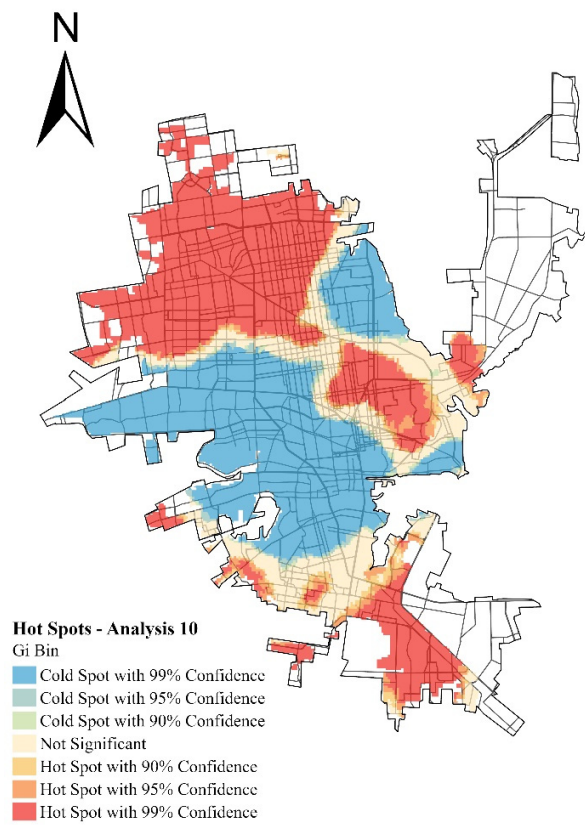 N
Hot Spots - Analysis 10
Gi Bin
Cold Spot with 99% Confidence
Cold Spot with 95% Confidence
Cold Spot with 90% Confidence
Not Significant
Hot Spot with 90% Confidence
Hot Spot with 95% Confidence
Hot Spot with 99% Confidence